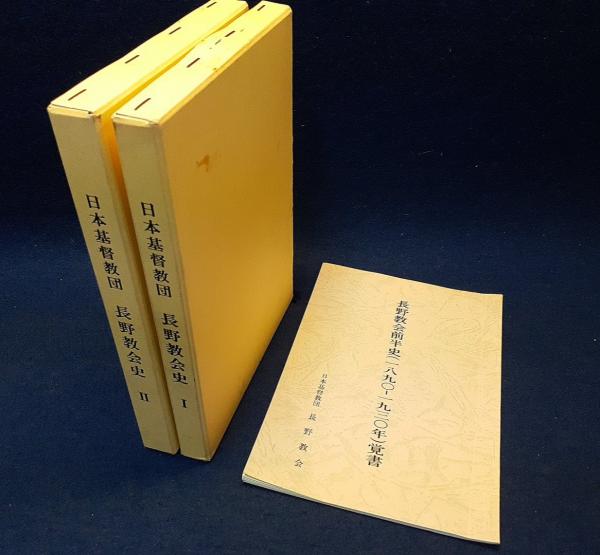 日本基督教団 長野教会史 II
日本基督教団 長野教会史 I
長野教会前半史(一八九〇-一九三〇年)覚書
日本基督教団 長野教会